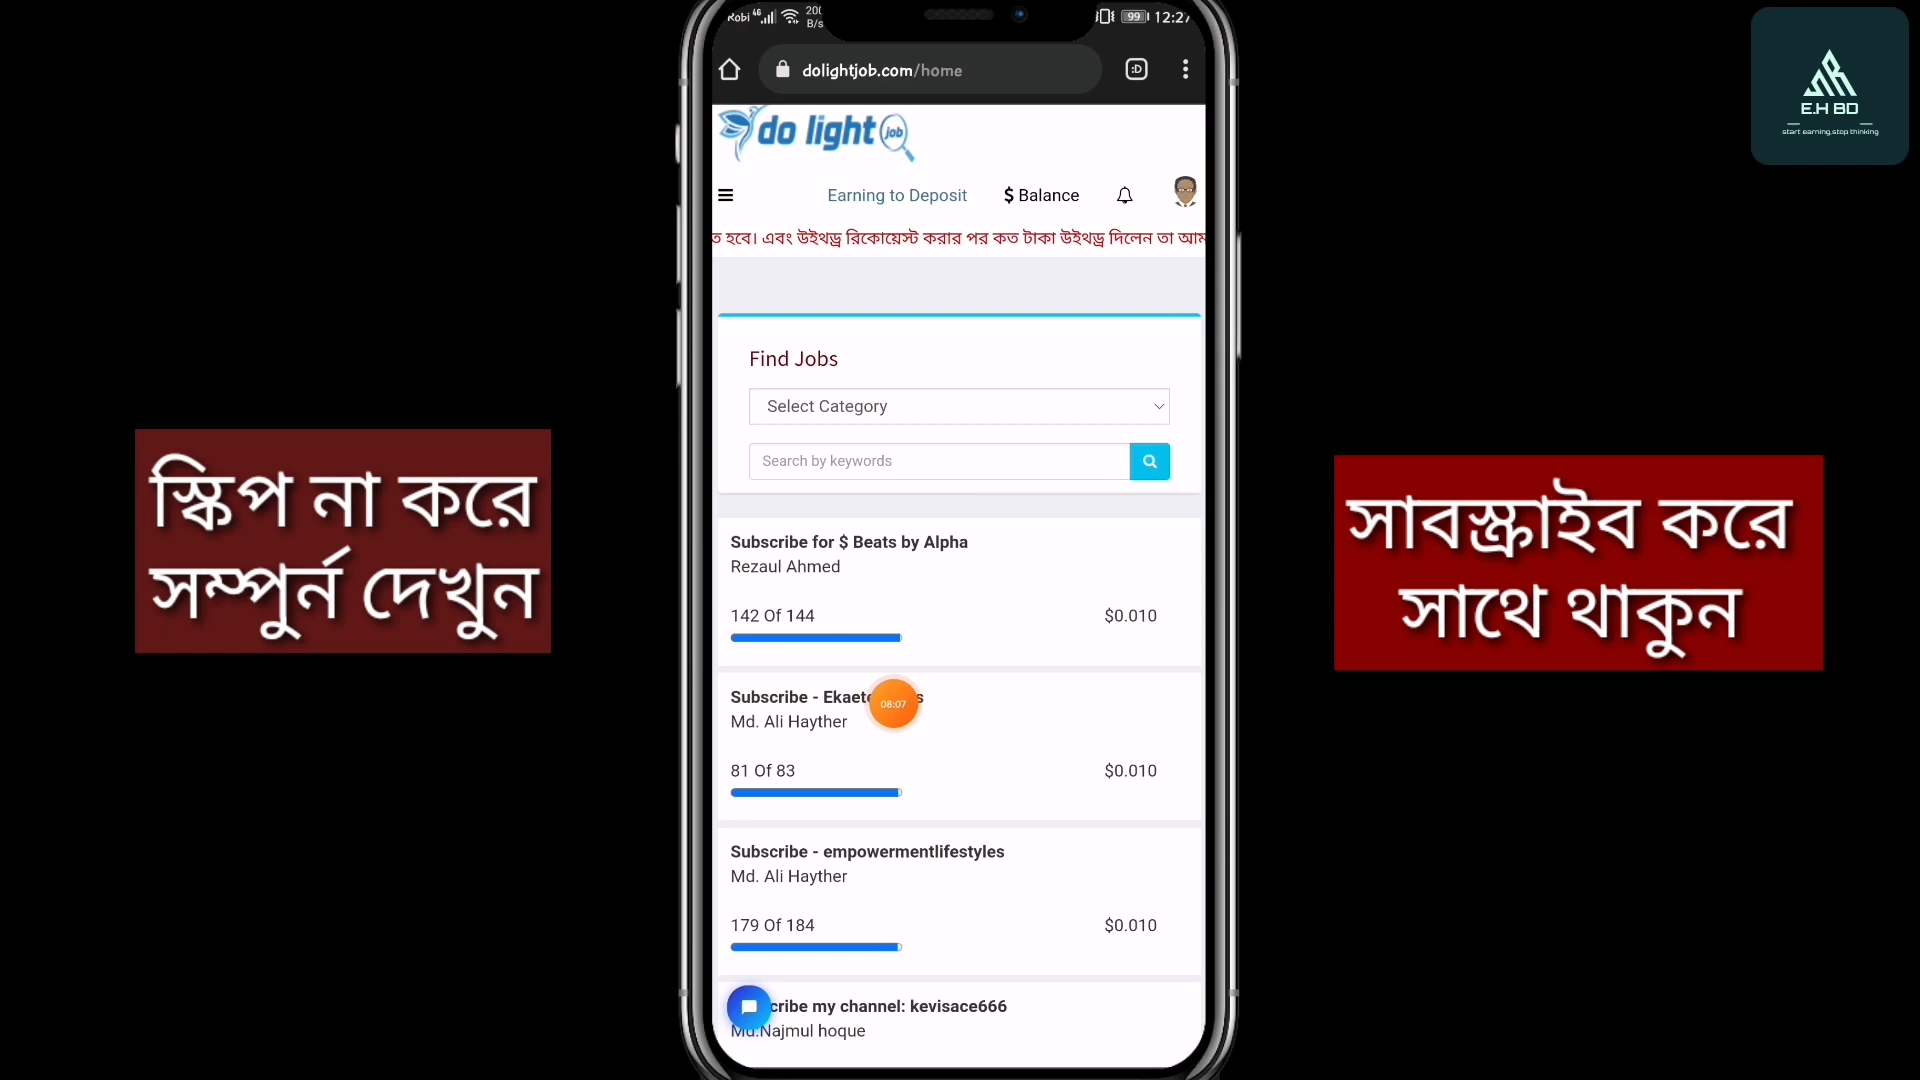 Robi 4G
B/s
99
12:27
dolightjob.com/home
:D
do light job
Earning to Deposit
$ Balance
ত হবে। এবং উইথড্র রিকোয়েস্ট করার পর কত টাকা উইথড্র দিলেন তা আম
Find Jobs
Select Category
Search by keywords
Subscribe for $ Beats by Alpha
Rezaul Ahmed
142 Of 144
$0.010
Subscribe - Ekaete
08:07
Md. Ali Hayther
81 Of 83
$0.010
Subscribe - empowermentlifestyles
Md. Ali Hayther
179 Of 184
$0.010
cribe my channel: kevisace666
Md.Najmul hoque
স্কিপ না করে
সম্পুর্ন দেখুন
সাবস্ক্রাইব করে
সাথে থাকুন
E.H BD
start earning,stop thinking